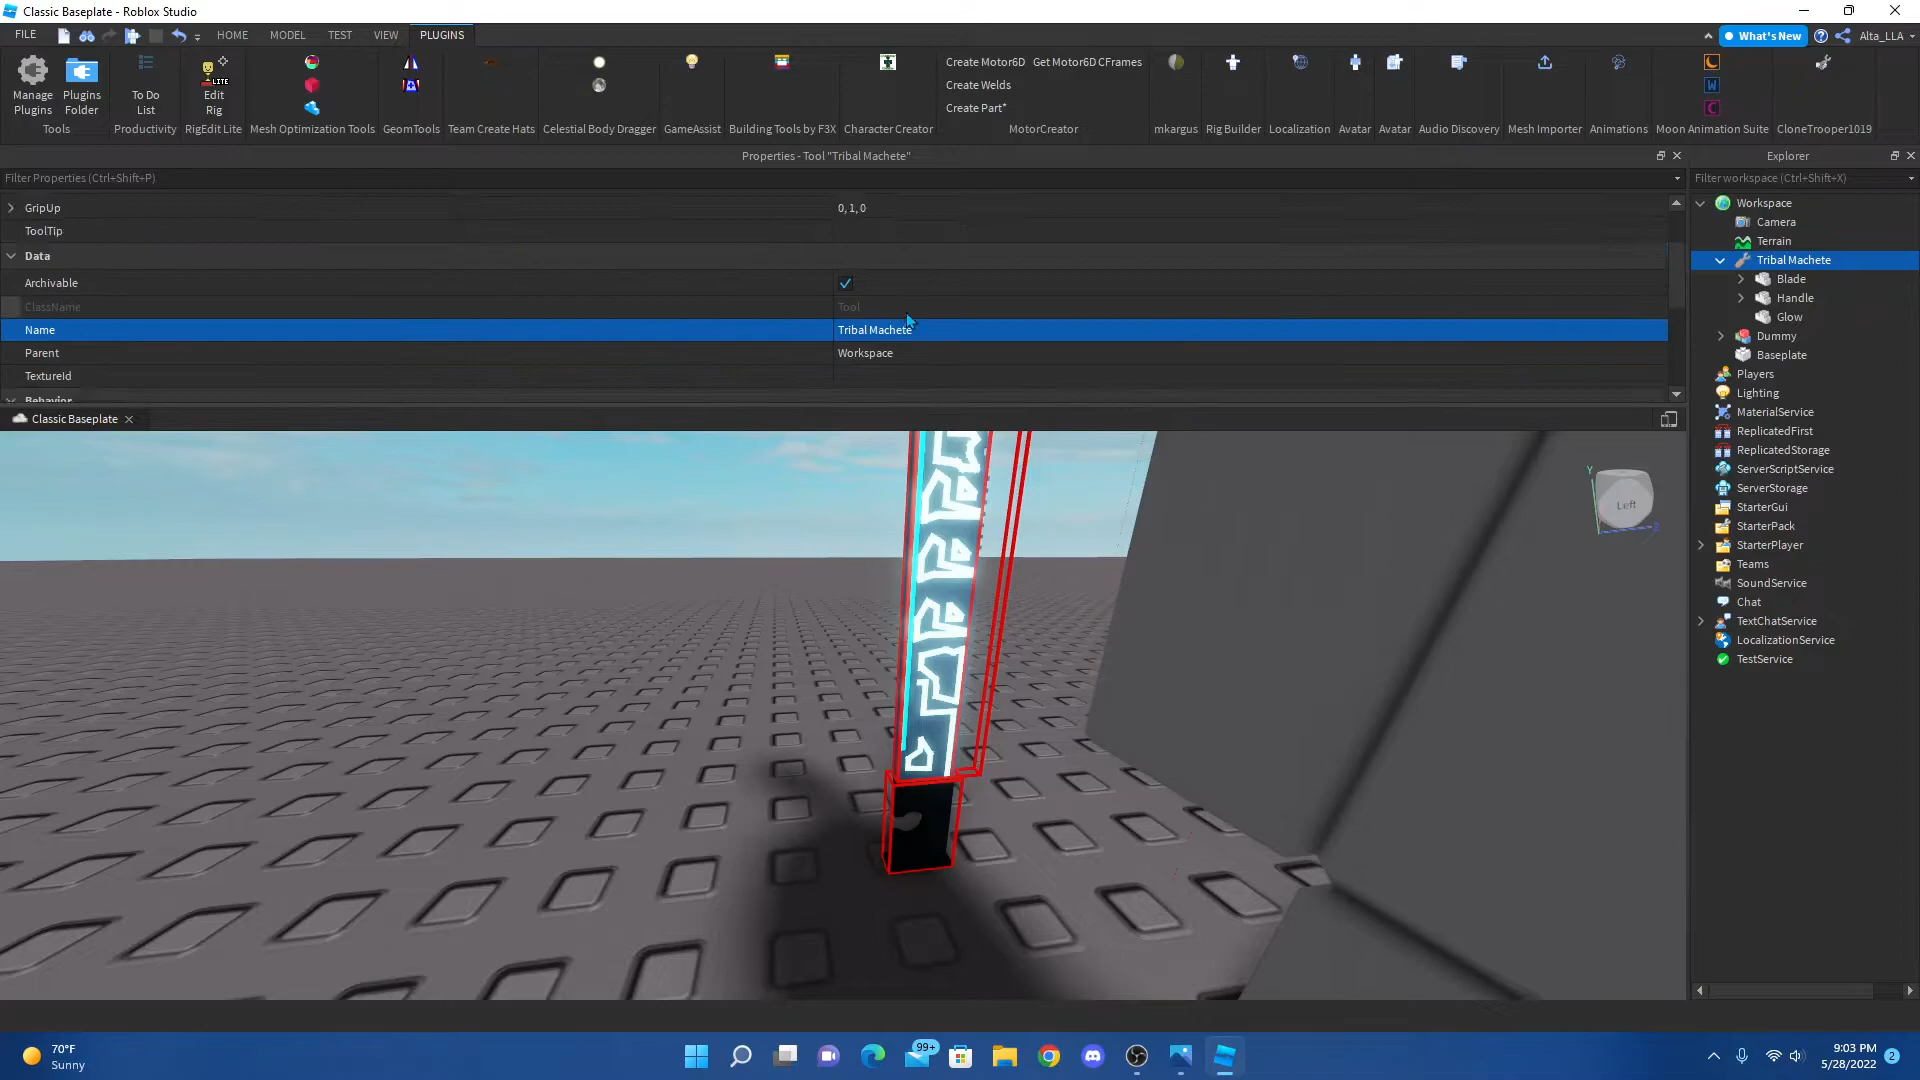 Classic Baseplate - Roblox Studio
FILE HOME MODEL TEST VIEW PLUGINS What's New Alta_LLA
Manage Plugins
Plugins Folder
Tools
To Do List
Productivity
LITE
Edit Rig
RigEdit Lite
Mesh Optimization Tools
GeomTools
Team Create Hats
Celestial Body Dragger
GameAssist
Building Tools by F3X
Character Creator
Create Motor6D Get Motor6D CFrames
Create Welds
Create Part*
MotorCreator
mkargus
Rig Builder
Localization
Avatar
Avatar
Audio Discovery
Mesh Importer
Animations
W
C
Moon Animation Suite
CloneTrooper1019
Properties - Tool "Tribal Machete"
Filter Properties (Ctrl+Shift+P)
GripUp 0, 1, 0
ToolTip
Data
Archivable
ClassName Tool
Name Tribal Machete
Parent Workspace
TextureId
Behavior
Classic Baseplate
Y
Left
Z
Explorer
Filter workspace (Ctrl+Shift+X)
Workspace
Camera
Terrain
Tribal Machete
Blade
Handle
Glow
Dummy
Baseplate
Players
Lighting
MaterialService
ReplicatedFirst
ReplicatedStorage
ServerScriptService
ServerStorage
StarterGui
StarterPack
StarterPlayer
Teams
SoundService
Chat
TextChatService
LocalizationService
TestService
70°F
Sunny
99+
9:03 PM
5/28/2022
2